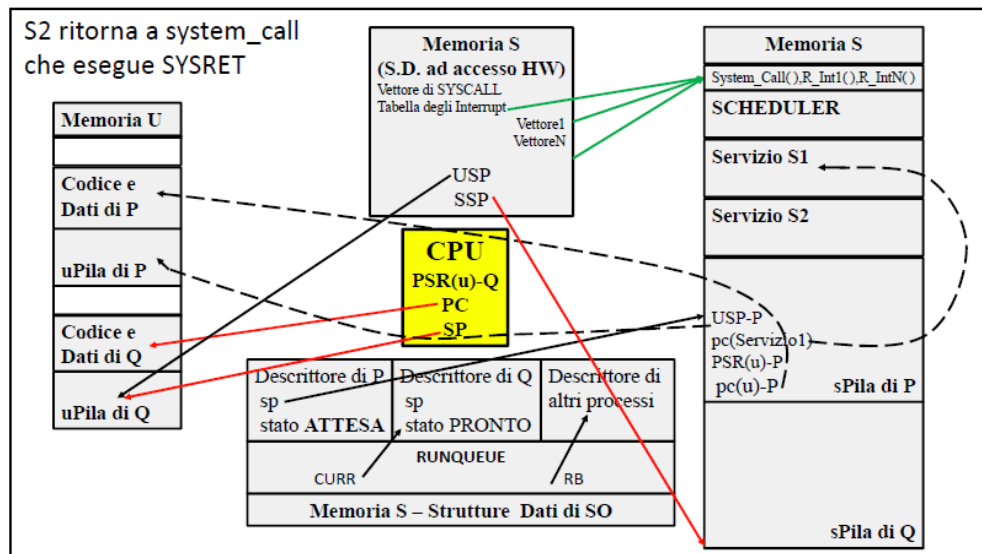 S2 ritorna a system_call
che esegue SYSRET
Memoria U
Codice e
Dati di P
uPila di P
Codice e
Dati di Q
uPila di Q
Memoria S
(S.D. ad accesso HW)
Vettore di SYSCALL
Tabella degli Interrupt
Vettore1
VettoreN
USP
SSP
CPU
PSR(u)-Q
PC
SP
Descrittore di P
sp
stato ATTESA
Descrittore di Q
sp
stato PRONTO
Descrittore di
altri processi
RUNQUEUE
CURR
RB
Memoria S – Strutture Dati di SO
Memoria S
System_Call(),R_Int1(),R_IntN()
SCHEDULER
Servizio S1
Servizio S2
USP-P
pc(Servizio1)
PSR(u)-P
pc(u)-P
sPila di P
sPila di Q